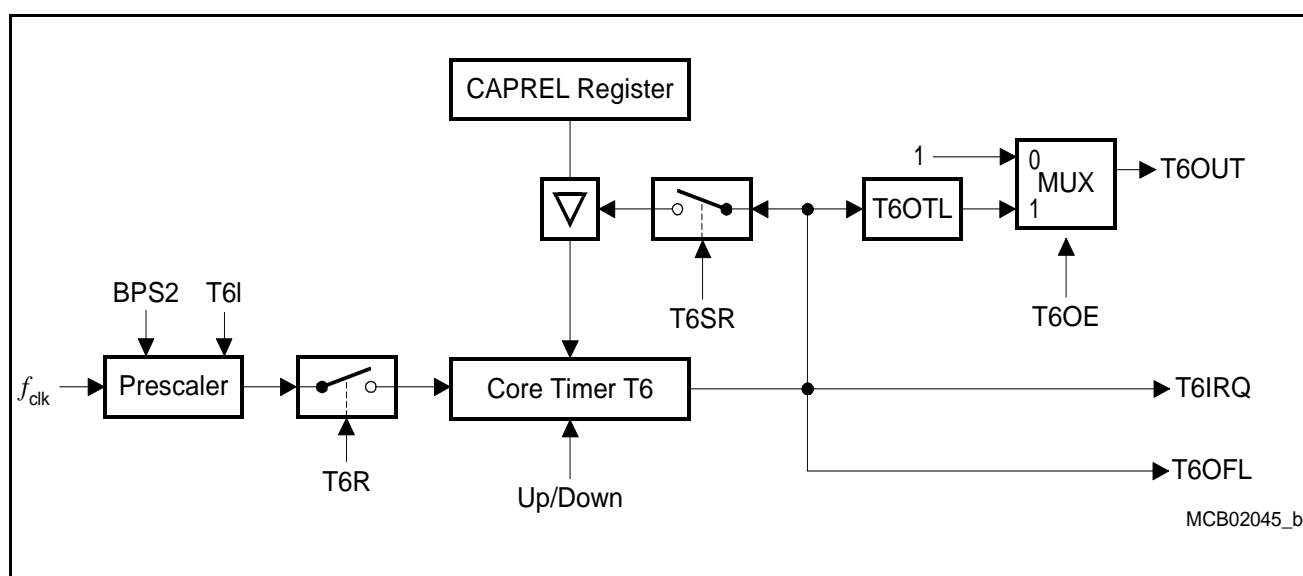 CAPREL Register
1
0
MUX
1
T6OUT
T6OTL
BPS2
T6I
T6SR
T6OE
fclk
Prescaler
Core Timer T6
T6IRQ
T6R
Up/Down
T6OFL
MCB02045_b